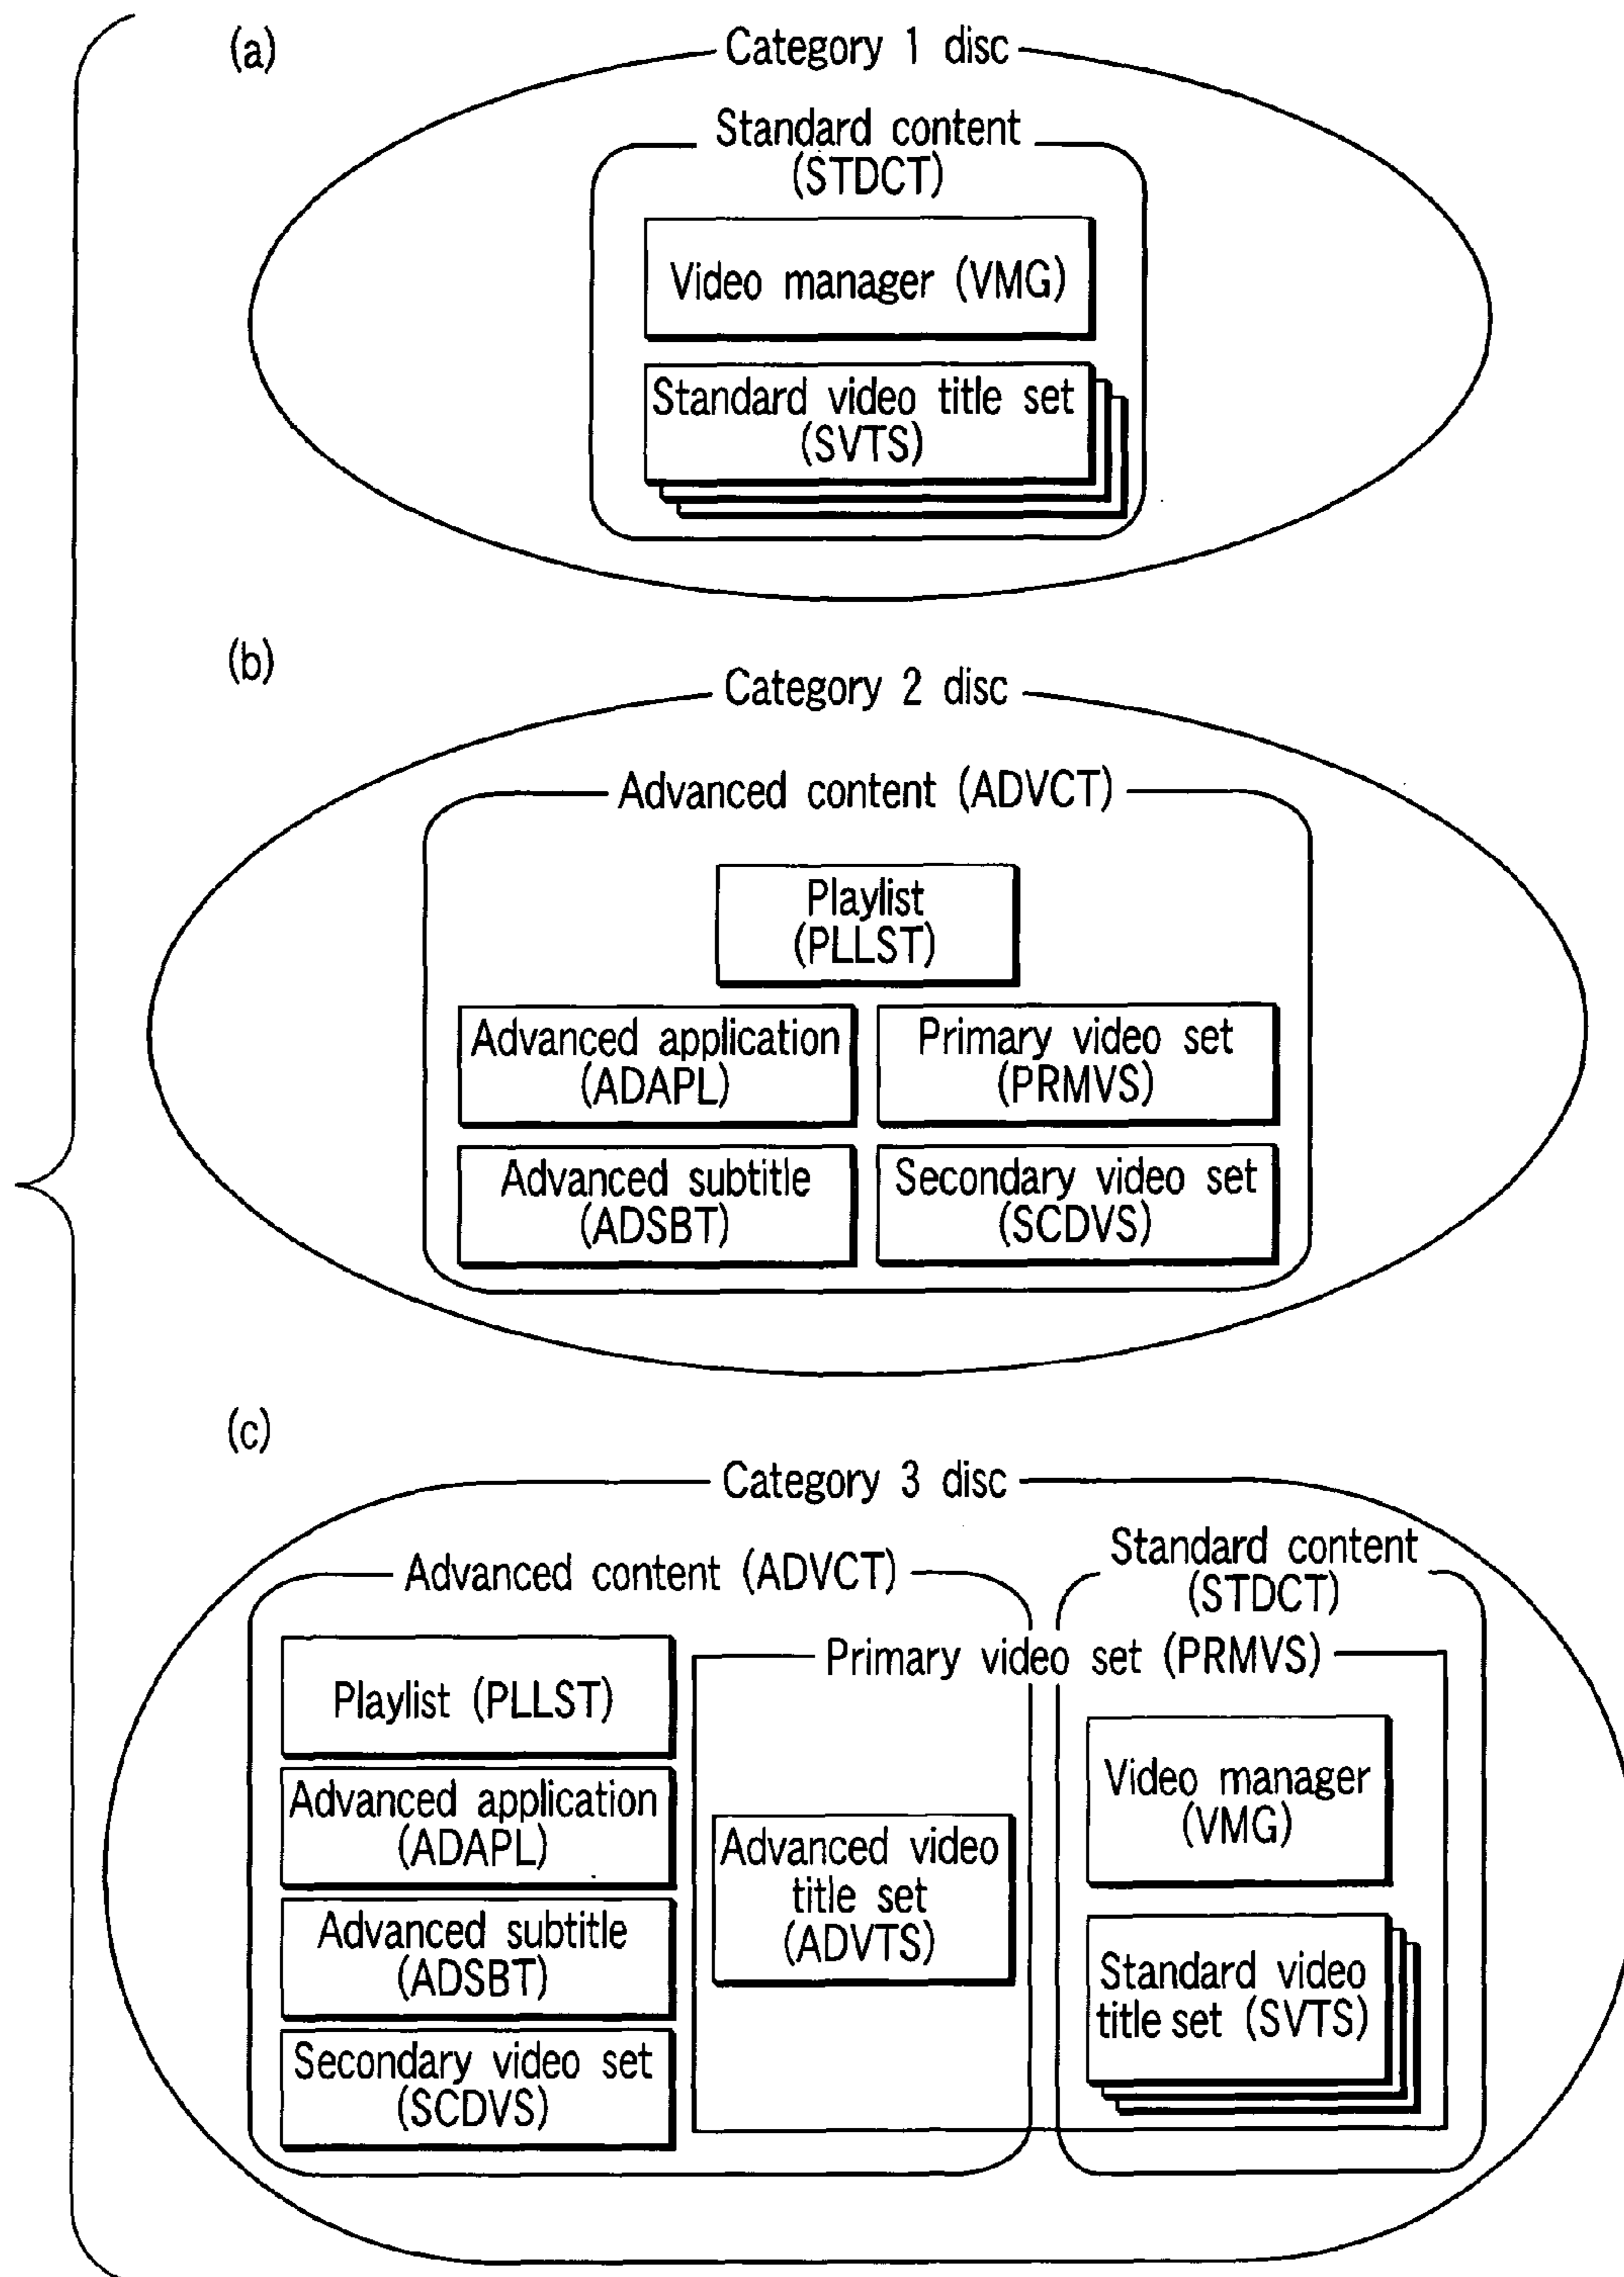 (a)
Category 1 disc
Standard content
(STDCT)
Video manager (VMG)
Standard video title set
(SVTS)
(b)
Category 2 disc
Advanced content (ADVCT)
Playlist
(PLLST)
Advanced application
(ADAPL)
Primary video set
(PRMVS)
Advanced subtitle
(ADSBT)
Secondary video set
(SCDVS)
(c)
Category 3 disc
Advanced content (ADVCT)
Standard content
(STDCT)
Primary video set (PRMVS)
Playlist (PLLST)
Advanced application
(ADAPL)
Advanced subtitle
(ADSBT)
Secondary video set
(SCDVS)
Advanced video
title set
(ADVTS)
Video manager
(VMG)
Standard video
title set (SVTS)